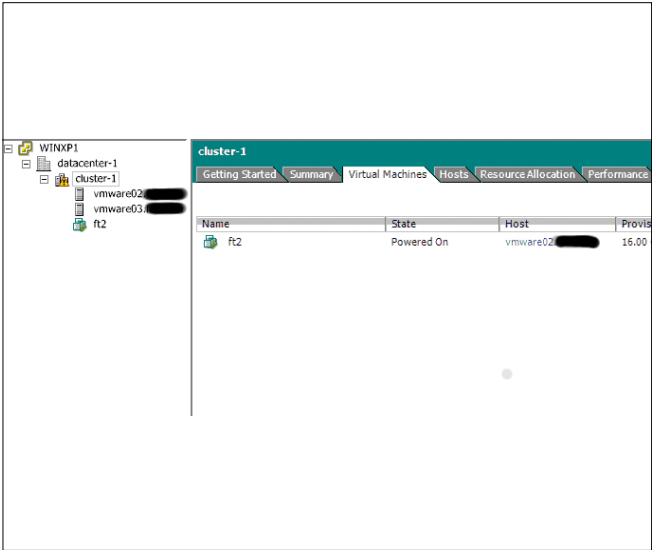 WINXP1
datacenter-1
cluster-1
vmware02
vmware03.
ft2
cluster-1
Getting Started Summary Virtual Machines Hosts Resource Allocation Performance
Name State Host Provis
ft2 Powered On vmware02 16.00